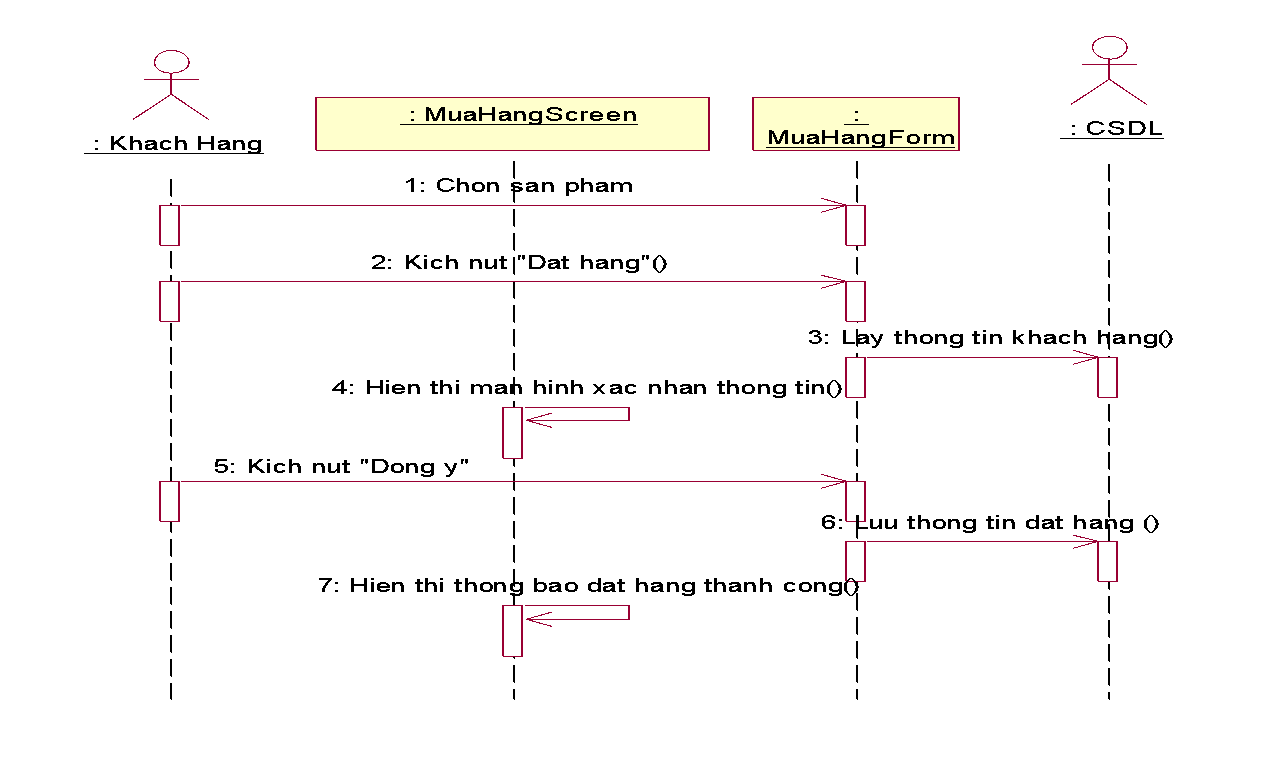 : Khach Hang
: MuaHangScreen
:
MuaHangForm
: CSDL
1: Chon san pham
2: Kich nut "Dat hang"()
3: Lay thong tin khach hang()
4: Hien thi man hinh xac nhan thong tin()
5: Kich nut "Dong y"
6: Luu thong tin dat hang ()
7: Hien thi thong bao dat hang thanh cong()